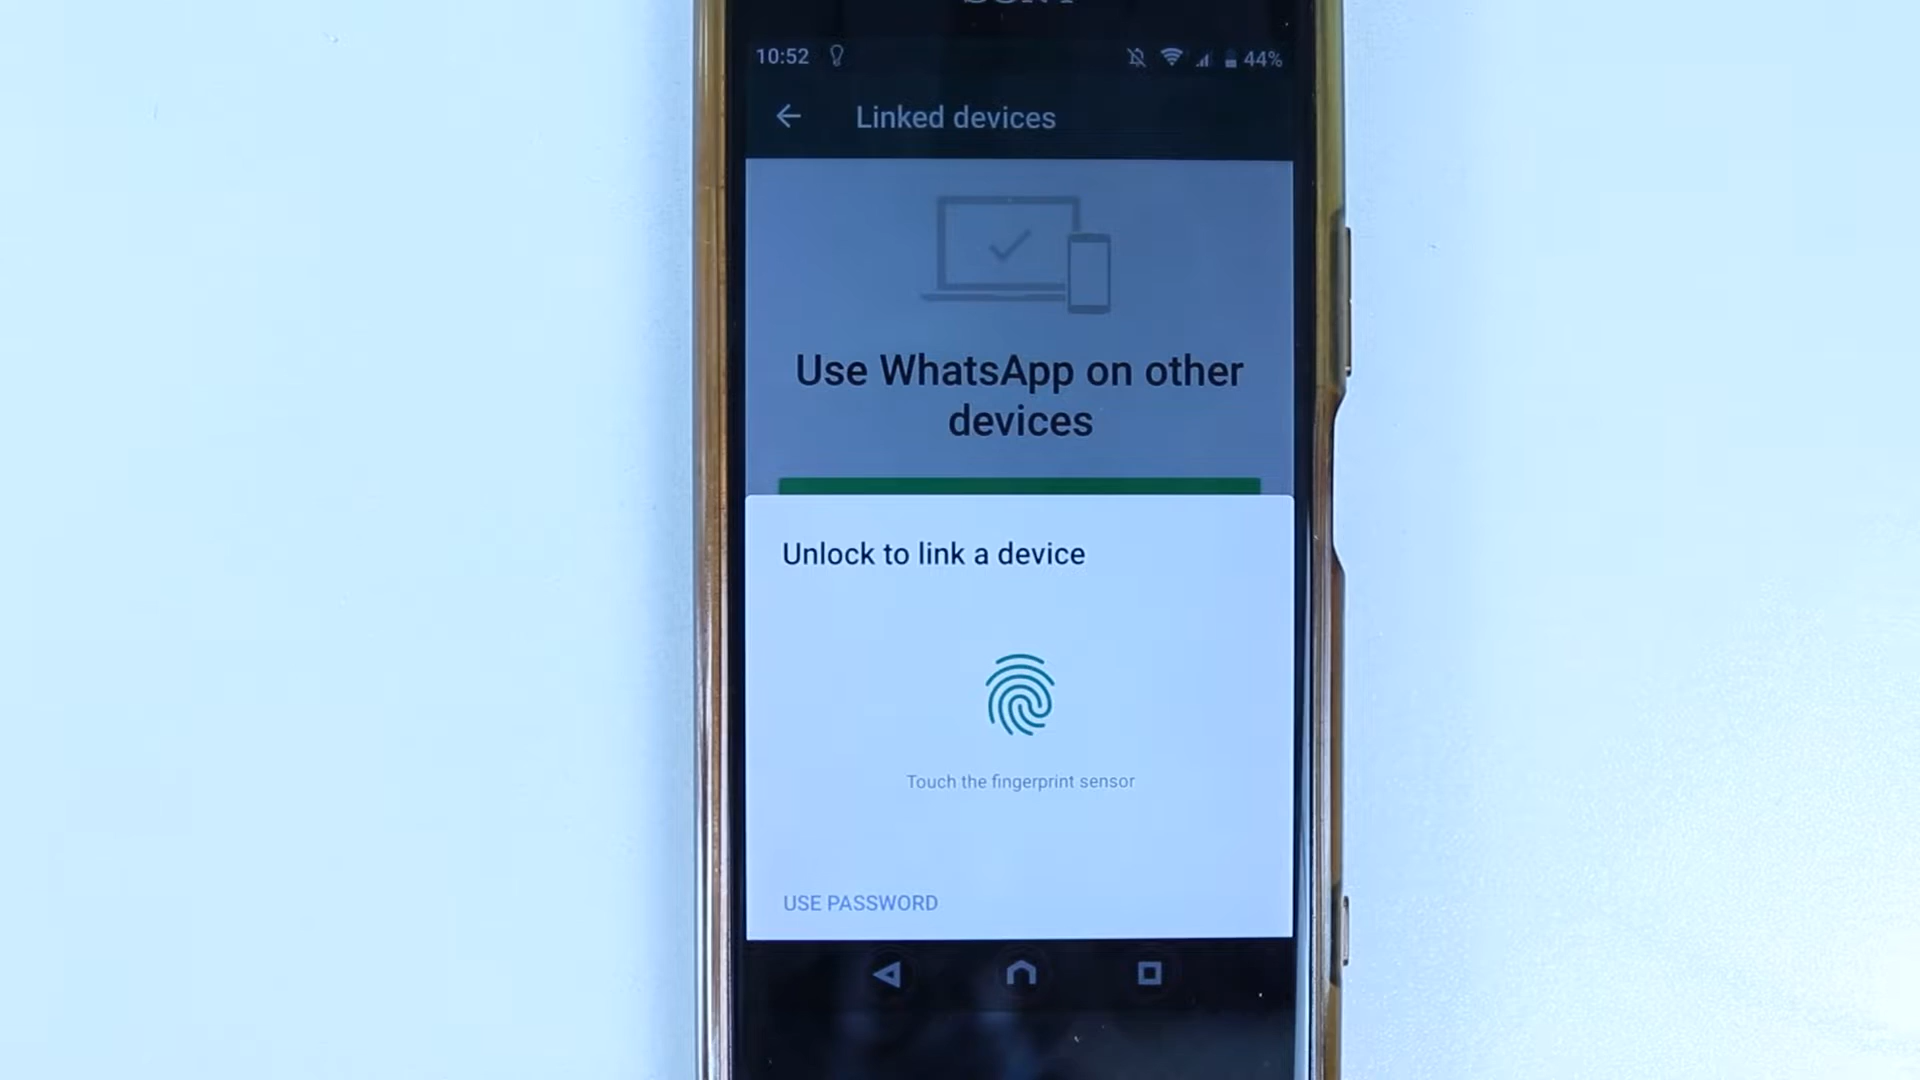 SONY
10:52
44%
Linked devices
Use WhatsApp on other
devices
Unlock to link a device
Touch the fingerprint sensor
USE PASSWORD